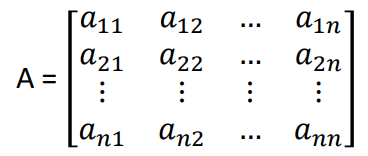 a₁₁ a₁₂ ... a₁ₙ
a₂₁ a₂₂ ... a₂ₙ
A = ⋮ ⋮ ⋮ ⋮
aₙ₁ aₙ₂ ... aₙₙ